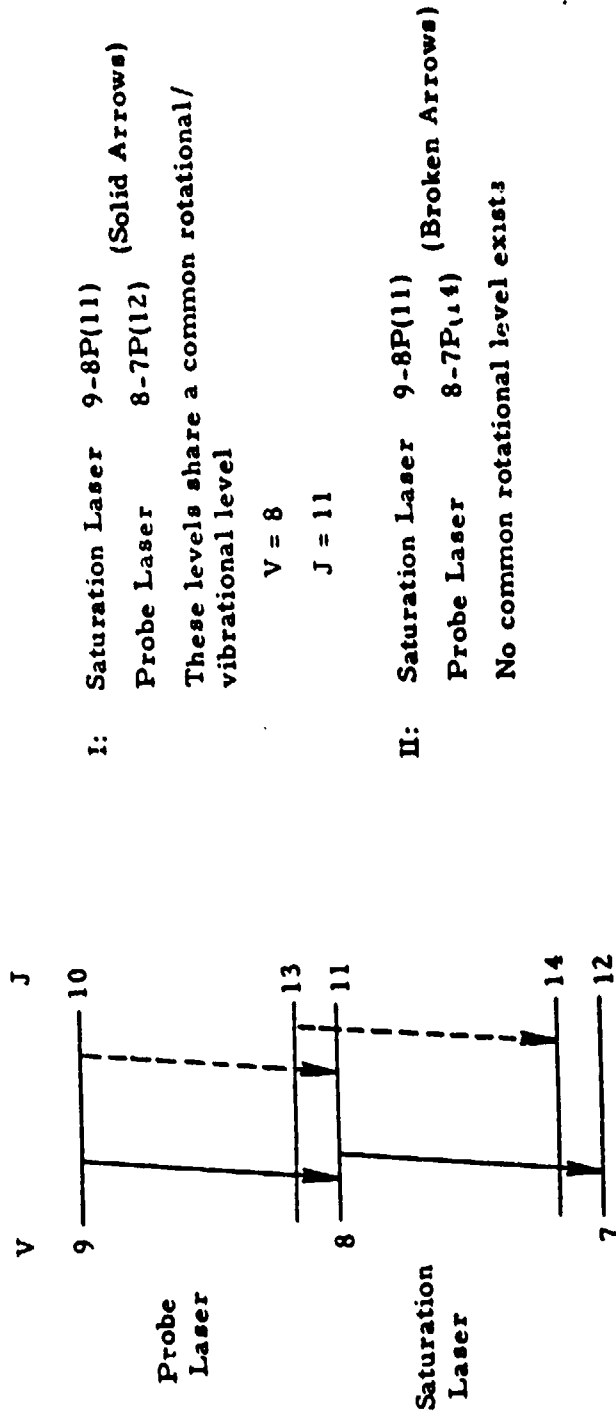 V J
9 10
Probe
Laser
13
8 11
Saturation
Laser
14
7 12
I: Saturation Laser 9-8P(11)
Probe Laser 8-7P(12) (Solid Arrows)
These levels share a common rotational/
vibrational level
V = 8
J = 11
II: Saturation Laser 9-8P(11)
Probe Laser 8-7P(14) (Broken Arrows)
No common rotational level exists